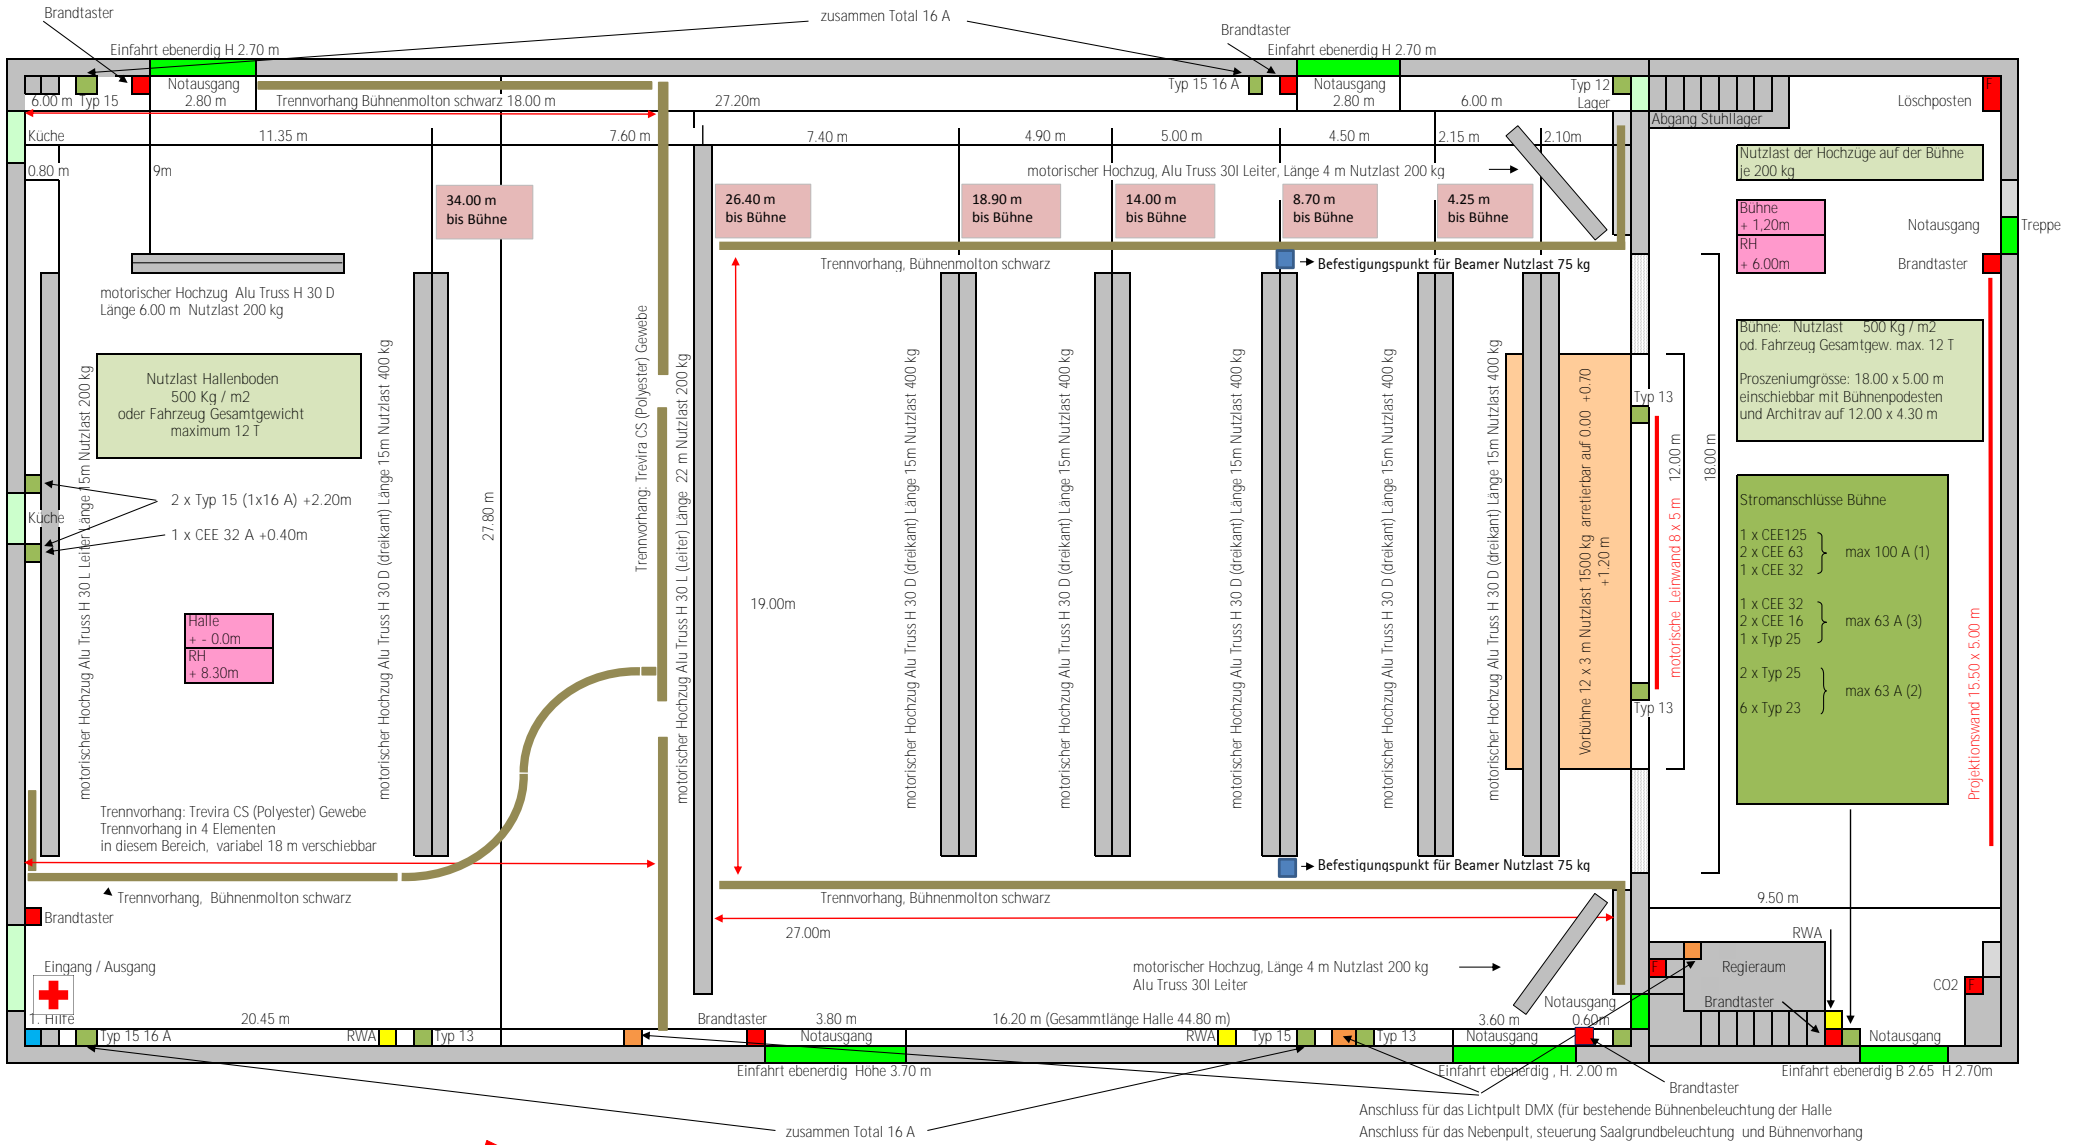 Brandtaster
zusammen Total 16 A
Brandtaster
Einfahrt ebenerdig H 2.70 m
Einfahrt ebenerdig H 2.70 m
Notausgang
Typ 15 16 A
Notausgang
Typ 12
6.00 m Typ 15
2.80 m
Trennvorhang Bühnenmolton schwarz 18.00 m
27.20m
2.80 m
6.00 m
Lager
Löschposten
Abgang Stuhllager
Küche
11.35 m
7.60 m
7.40 m
4.90 m
5.00 m
4.50 m
2.15 m
2.10m
0.80 m
9m
motorischer Hochzug, Alu Truss 30l Leiter, Länge 4 m Nutzlast 200 kg
Nutzlast der Hochzüge auf der Bühne
je 200 kg
34.00 m
bis Bühne
26.40 m
bis Bühne
18.90 m
bis Bühne
14.00 m
bis Bühne
8.70 m
bis Bühne
4.25 m
bis Bühne
Bühne
+ 1,20m
RH
+ 6.00m
Notausgang
Treppe
Brandtaster
Trennvorhang, Bühnenmolton schwarz
Befestigungspunkt für Beamer Nutzlast 75 kg
motorischer Hochzug Alu Truss H 30 D
Länge 6.00 m Nutzlast 200 kg
Bühne: Nutzlast 500 Kg / m2
od. Fahrzeug Gesamtgew. max. 12 T
Proszeniumgrösse: 18.00 x 5.00 m
einschiebbar mit Bühnenpodesten
und Architrav auf 12.00 x 4.30 m
Nutzlast Hallenboden
500 Kg / m2
oder Fahrzeug Gesamtgewicht
maximum 12 T
motorischer Hochzug Alu Truss H 30 L Leiter Länge 15m Nutzlast 200 kg
motorischer Hochzug Alu Truss H 30 D (dreikant) Länge 15m Nutzlast 400 kg
27.80 m
Trennvorhang: Trevira CS (Polyester) Gewebe
motorischer Hochzug Alu Truss H 30 L (Leiter) Länge 22 m Nutzlast 200 kg
19.00m
motorischer Hochzug Alu Truss H 30 D (dreikant) Länge 15m Nutzlast 400 kg
motorischer Hochzug Alu Truss H 30 D (dreikant) Länge 15m Nutzlast 400 kg
motorischer Hochzug Alu Truss H 30 D (dreikant) Länge 15m Nutzlast 400 kg
motorischer Hochzug Alu Truss H 30 D (dreikant) Länge 15m Nutzlast 400 kg
motorischer Hochzug Alu Truss H 30 D (dreikant) Länge 15m Nutzlast 400 kg
Vorbühne 12 x 3 m Nutzlast 1500 kg arretierbar auf 0.00 +0.70
+1.20 m
Typ 13
motorische Leinwand 8 x 5 m
12.00 m
18.00 m
Typ 13
2 x Typ 15 (1x16 A) +2.20m
Küche
1 x CEE 32 A +0.40m
Stromanschlüsse Bühne
1 x CEE125
2 x CEE 63
1 x CEE 32
max 100 A (1)
1 x CEE 32
2 x CEE 16
1 x Typ 25
max 63 A (3)
2 x Typ 25
6 x Typ 23
max 63 A (2)
Projektionswand 15.50 x 5.00 m
Halle
+ - 0.0m
RH
+ 8.30m
Trennvorhang: Trevira CS (Polyester) Gewebe
Trennvorhang in 4 Elementen
in diesem Bereich, variabel 18 m verschiebbar
Befestigungspunkt für Beamer Nutzlast 75 kg
Trennvorhang, Bühnenmolton schwarz
Trennvorhang, Bühnenmolton schwarz
Brandtaster
27.00m
9.50 m
RWA
Eingang / Ausgang
motorischer Hochzug, Länge 4 m Nutzlast 200 kg
Alu Truss 30l Leiter
F
Regieraum
CO2
F
Notausgang
Brandtaster
1. Hilfe
20.45 m
Brandtaster
3.80 m
16.20 m (Gesammtlänge Halle 44.80 m)
3.60 m
0.60m
Typ 15 16 A
RWA
Typ 13
Notausgang
RWA
Typ 15
Typ 13
Notausgang
Notausgang
Einfahrt ebenerdig Höhe 3.70 m
Einfahrt ebenerdig , H. 2.00 m
Einfahrt ebenerdig B 2.65 H 2.70m
Brandtaster
Anschluss für das Lichtpult DMX (für bestehende Bühnenbeleuchtung der Halle
zusammen Total 16 A
Anschluss für das Nebenpult, steuerung Saalgrundbeleuchtung und Bühnenvorhang